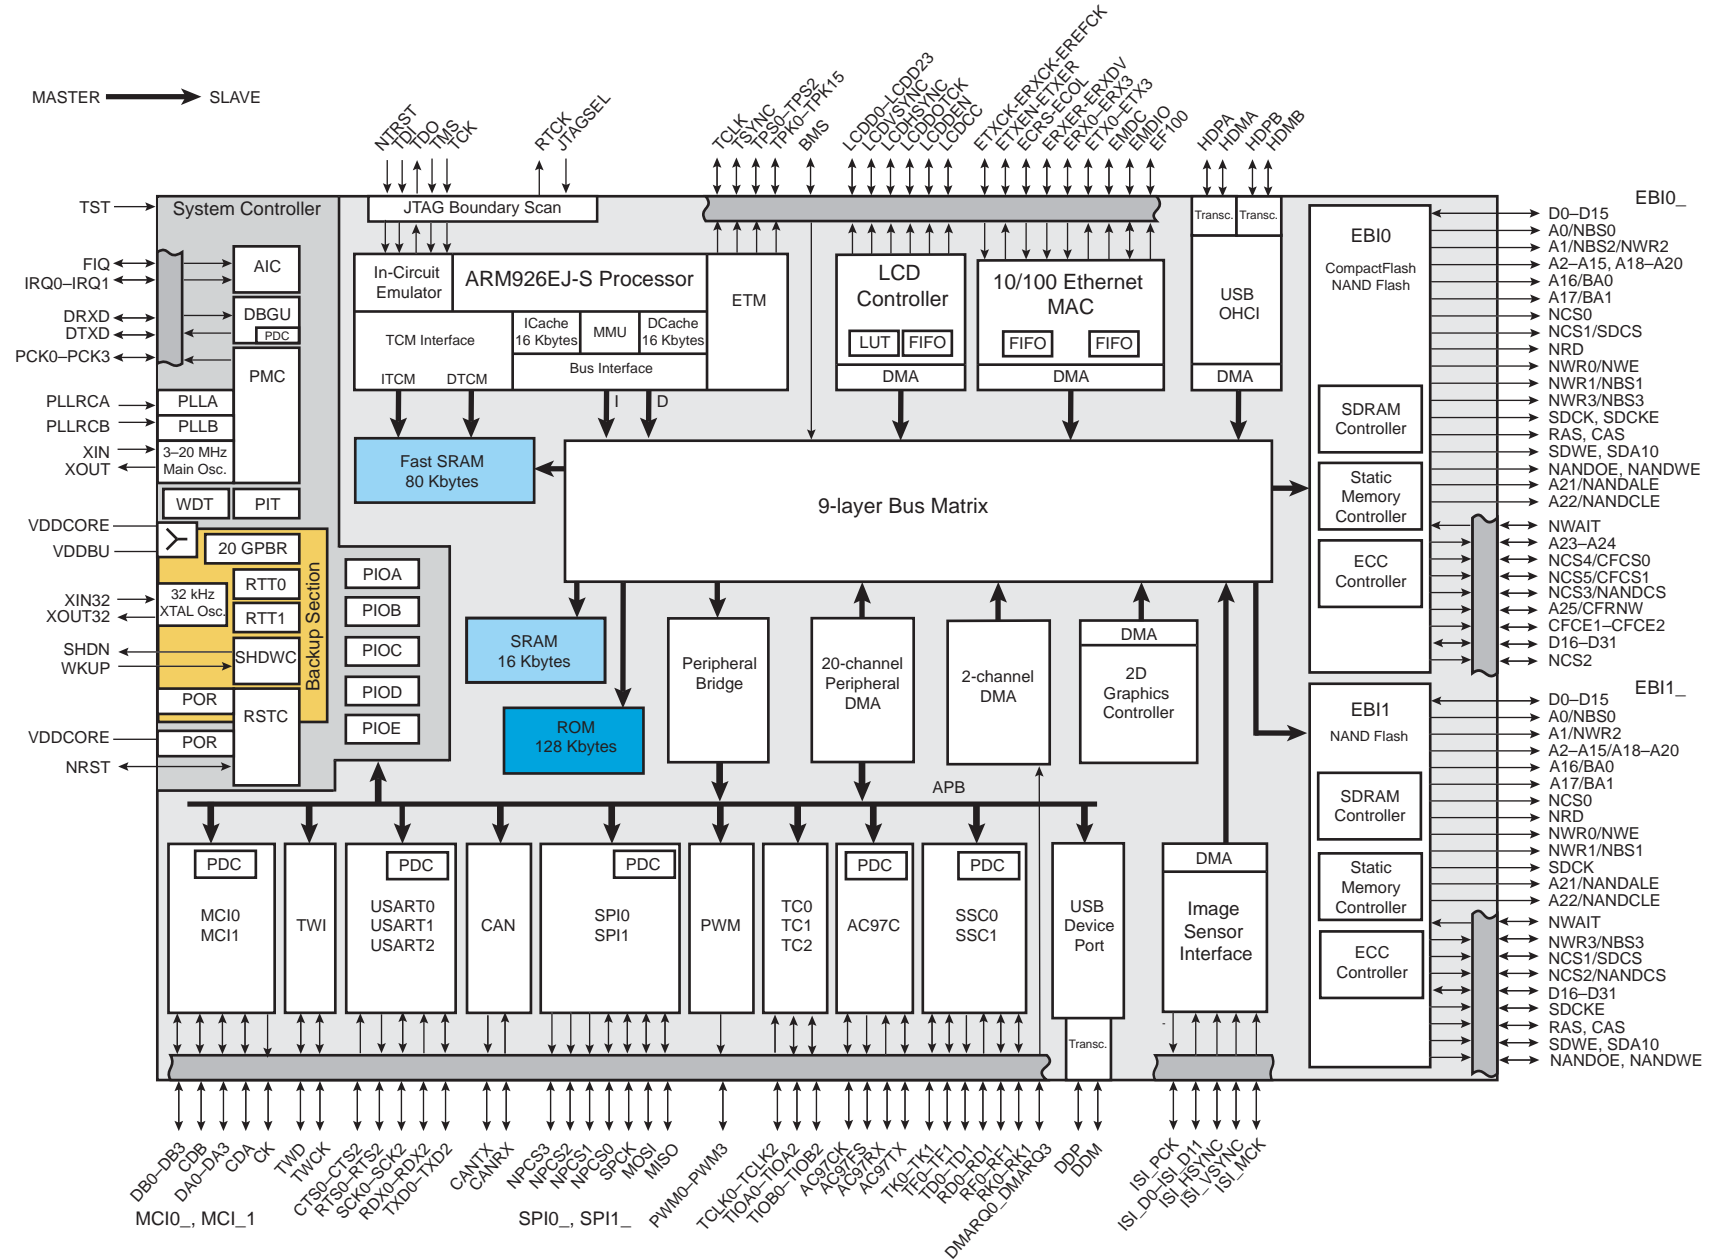 MASTER
SLAVE
NTRST
TDI
TDO
TMS
TCK
RTCK
JTAGSEL
TCLK
TSYNC
TPS0–TPS2
TPK0–TPK15
BMS
LCDD0–LCDD23
LCDVSYNC
LCDHSYNC
LCDDOTCK
LCDDEN
LCDCC
ETXCK-ERXCK-EREFCK
ETXEN-ETXER
ECRS-ECOL
ERXER-ERXDV
ERX0–ERX3
ETX0–ETX3
EMDC
EMDIO
EF100
HDPA
HDMA
HDPB
HDMB
TST
FIQ
IRQ0–IRQ1
DRXD
DTXD
PCK0–PCK3
PLLRCA
PLLRCB
XIN
XOUT
VDDCORE
VDDBU
XIN32
XOUT32
SHDN
WKUP
VDDCORE
NRST
System Controller
AIC
DBGU
PDC
PMC
PLLA
PLLB
3–20 MHz
Main Osc.
WDT
PIT
20 GPBR
RTT0
32 kHz
XTAL Osc.
RTT1
SHDWC
POR
RSTC
POR
Backup Section
PIOA
PIOB
PIOC
PIOD
PIOE
JTAG Boundary Scan
In-Circuit
Emulator
ARM926EJ-S Processor
TCM Interface
ICache
16 Kbytes
MMU
DCache
16 Kbytes
Bus Interface
ITCM
DTCM
I
D
ETM
LCD
Controller
LUT
FIFO
DMA
10/100 Ethernet
MAC
FIFO
FIFO
DMA
Transc.
Transc.
USB
OHCI
DMA
Fast SRAM
80 Kbytes
9-layer Bus Matrix
SRAM
16 Kbytes
ROM
128 Kbytes
Peripheral
Bridge
20-channel
Peripheral
DMA
2-channel
DMA
DMA
2D
Graphics
Controller
APB
EBI0
CompactFlash
NAND Flash
SDRAM
Controller
Static
Memory
Controller
ECC
Controller
EBI1
NAND Flash
SDRAM
Controller
Static
Memory
Controller
ECC
Controller
EBI0_
D0–D15
A0/NBS0
A1/NBS2/NWR2
A2–A15, A18–A20
A16/BA0
A17/BA1
NCS0
NCS1/SDCS
NRD
NWR0/NWE
NWR1/NBS1
NWR3/NBS3
SDCK, SDCKE
RAS, CAS
SDWE, SDA10
NANDOE, NANDWE
A21/NANDALE
A22/NANDCLE
NWAIT
A23–A24
NCS4/CFCS0
NCS5/CFCS1
NCS3/NANDCS
A25/CFRNW
CFCE1–CFCE2
D16–D31
NCS2
EBI1_
D0–D15
A0/NBS0
A1/NWR2
A2–A15/A18–A20
A16/BA0
A17/BA1
NCS0
NRD
NWR0/NWE
NWR1/NBS1
SDCK
A21/NANDALE
A22/NANDCLE
NWAIT
NWR3/NBS3
NCS1/SDCS
NCS2/NANDCS
D16–D31
SDCKE
RAS, CAS
SDWE, SDA10
NANDOE, NANDWE
PDC
MCI0
MCI1
TWI
PDC
USART0
USART1
USART2
CAN
PDC
SPI0
SPI1
PWM
TC0
TC1
TC2
PDC
AC97C
PDC
SSC0
SSC1
USB
Device
Port
Transc.
DMA
Image
Sensor
Interface
DB0–DB3
CDB
DA0–DA3
CDA
CK
TWD
TWCK
CTS0–CTS2
RTS0–RTS2
SCK0–SCK2
RDX0–RDX2
TXD0–TXD2
CANTX
CANRX
NPCS3
NPCS2
NPCS1
NPCS0
SPCK
MOSI
MISO
PWM0–PWM3
TCLK0–TCLK2
TIOA0–TIOA2
TIOB0–TIOB2
AC97CK
AC97FS
AC97RX
AC97TX
TK0–TK1
TF0–TF1
TD0–TD1
RD0–RD1
RF0–RF1
RK0–RK1
DMARQ0_DMARQ3
DDP
DDM
ISI_PCK
ISI_D0–ISI_D11
ISI_HSYNC
ISI_VSYNC
ISI_MCK
MCI0_, MCI_1
SPI0_, SPI1_